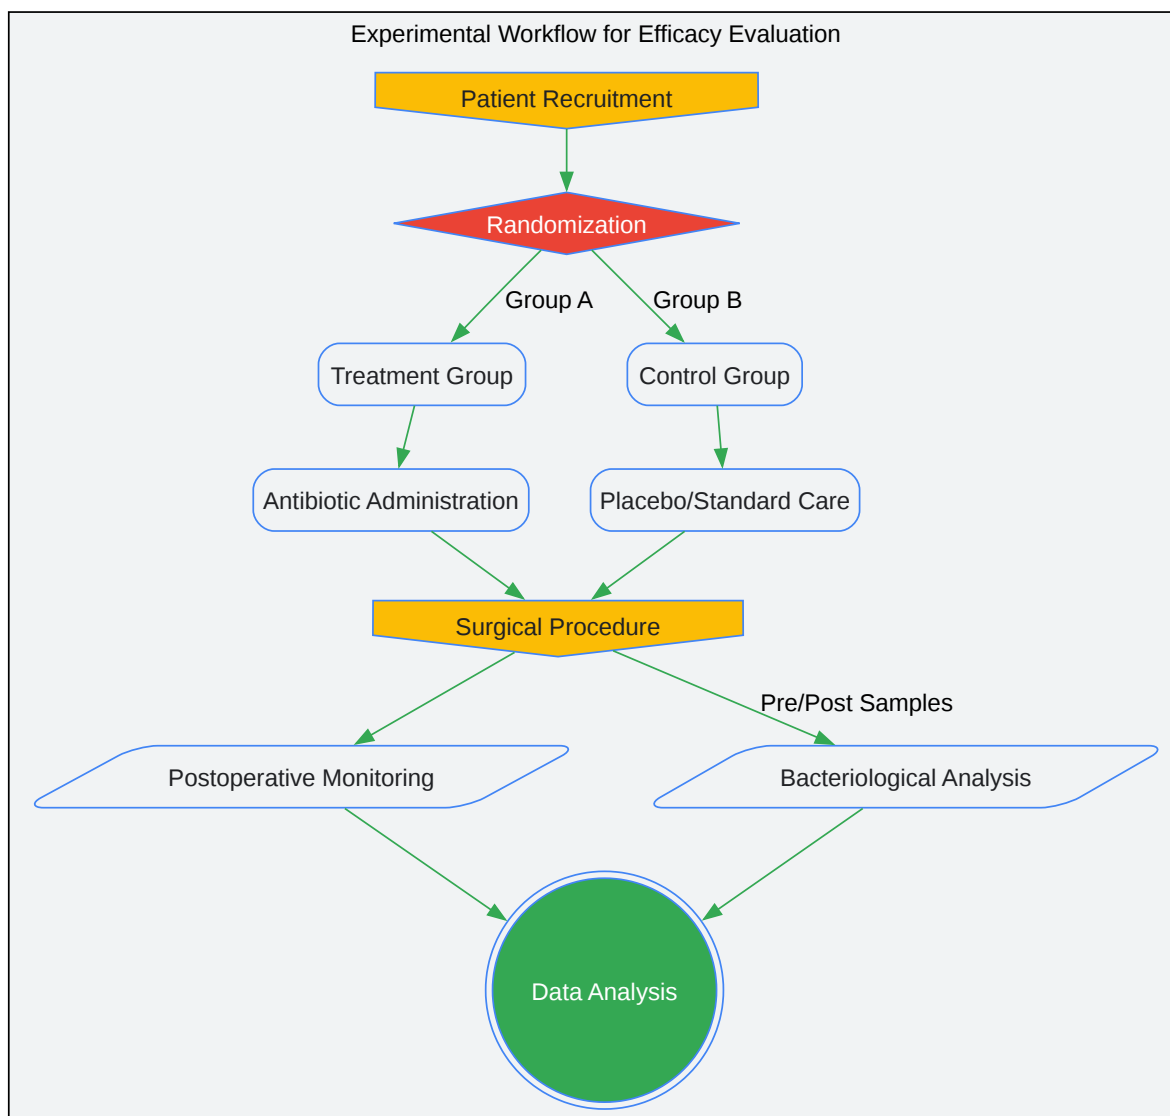 Experimental Workflow for Efficacy Evaluation
Patient Recruitment
Randomization
Group A
Group B
Treatment Group
Control Group
Antibiotic Administration
Placebo/Standard Care
Surgical Procedure
Pre/Post Samples
Postoperative Monitoring
Bacteriological Analysis
Data Analysis